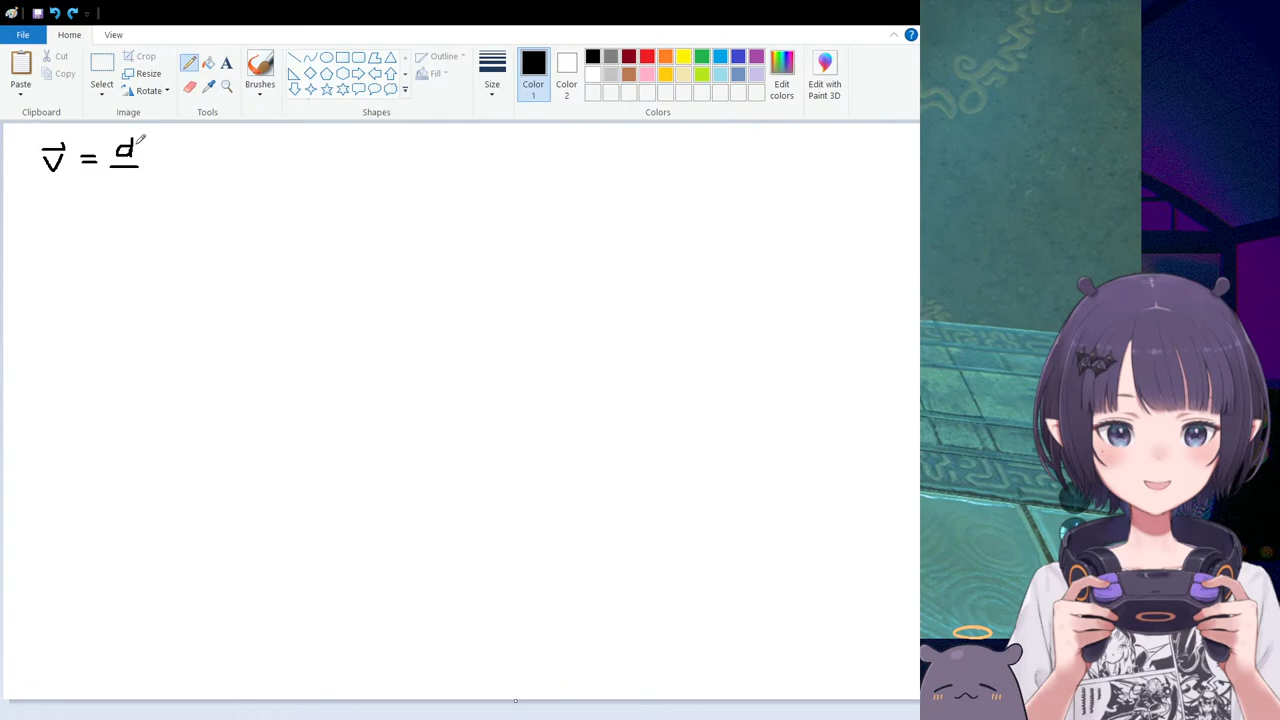 File Home View
Paste Cut Copy Select Crop Resize Rotate Brushes Outline Fill Size Color 1 Color 2 Edit colors Edit with Paint 3D
Clipboard Image Tools Shapes Colors
v⃗ = d